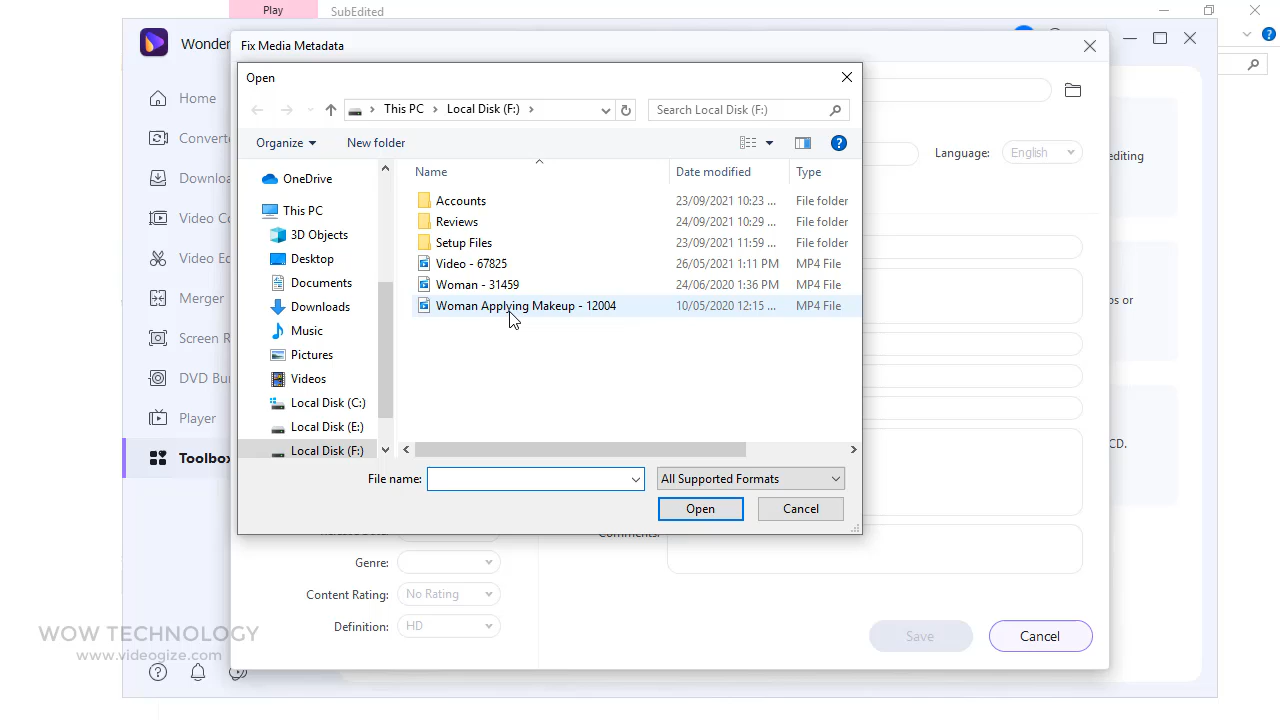 Play
SubEdited
Wonder
Fix Media Metadata
Open
This PC
Local Disk (F:)
Search Local Disk (F:)
Home
Organize
New folder
Converte
Language:
English
editing
Name
Date modified
Type
Downloa
OneDrive
Accounts
23/09/2021 10:23 ...
File folder
This PC
Reviews
24/09/2021 10:29 ...
File folder
Video Co
3D Objects
Setup Files
23/09/2021 11:59 ...
File folder
Video Ed
Desktop
Video - 67825
26/05/2021 1:11 PM
MP4 File
Documents
Woman - 31459
24/06/2020 1:36 PM
MP4 File
Merger
Downloads
Woman Applying Makeup - 12004
10/05/2020 12:15 ...
MP4 File
os or
Screen R
Music
Pictures
DVD Bu
Videos
Local Disk (C:)
Player
Local Disk (E:)
Local Disk (F:)
CD.
Toolbox
File name:
All Supported Formats
Open
Cancel
Comments:
Genre:
Content Rating:
No Rating
Definition:
HD
Save
Cancel
WOW TECHNOLOGY
www.videogize.com